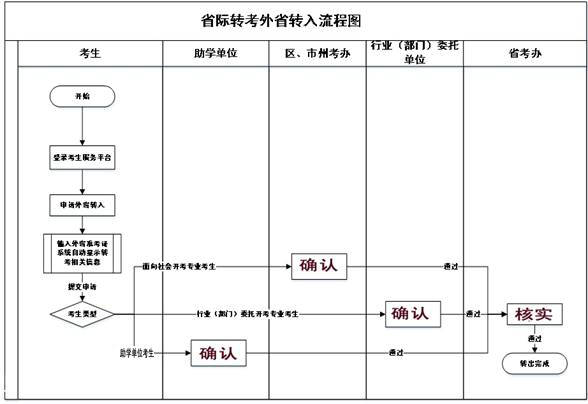 省际转考外省转入流程图
考生
助学单位
区、市州考办
行业（部门）委托
单位
省考办
开始
登录考生服务平台
申请外省转入
输入外省准考证
系统自动显示转
考相关信息
提交申请
考生类型
面向社会开考专业考生
确认
通过
行业（部门）委托开考专业考生
确认
通过
核实
助学单位考生
确认
通过
通过
转出完成